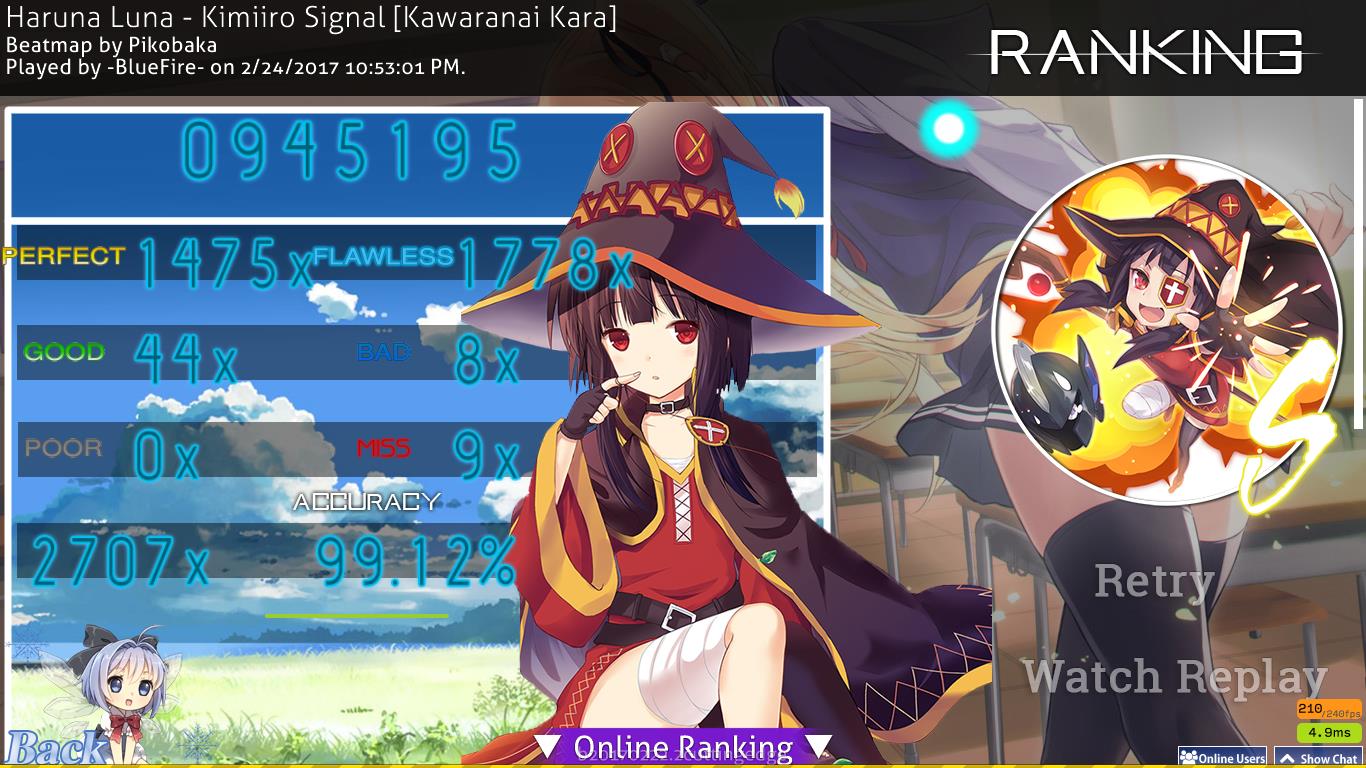 Haruna Luna - Kimiiro Signal [Kawaranai Kara]
Beatmap by Pikobaka
Played by -BlueFire- on 2/24/2017 10:53:01 PM.
RANKING
0945195
PERFECT 1475x FLAWLESS 1778x
GOOD 44x BAD 8x
POOR 0x MISS 9x
ACCURACY
2707x 99.12%
S
Retry
Watch Replay
210/240fps
4.9ms
Back
▼ Online Ranking ▼
Online Users
Show Chat